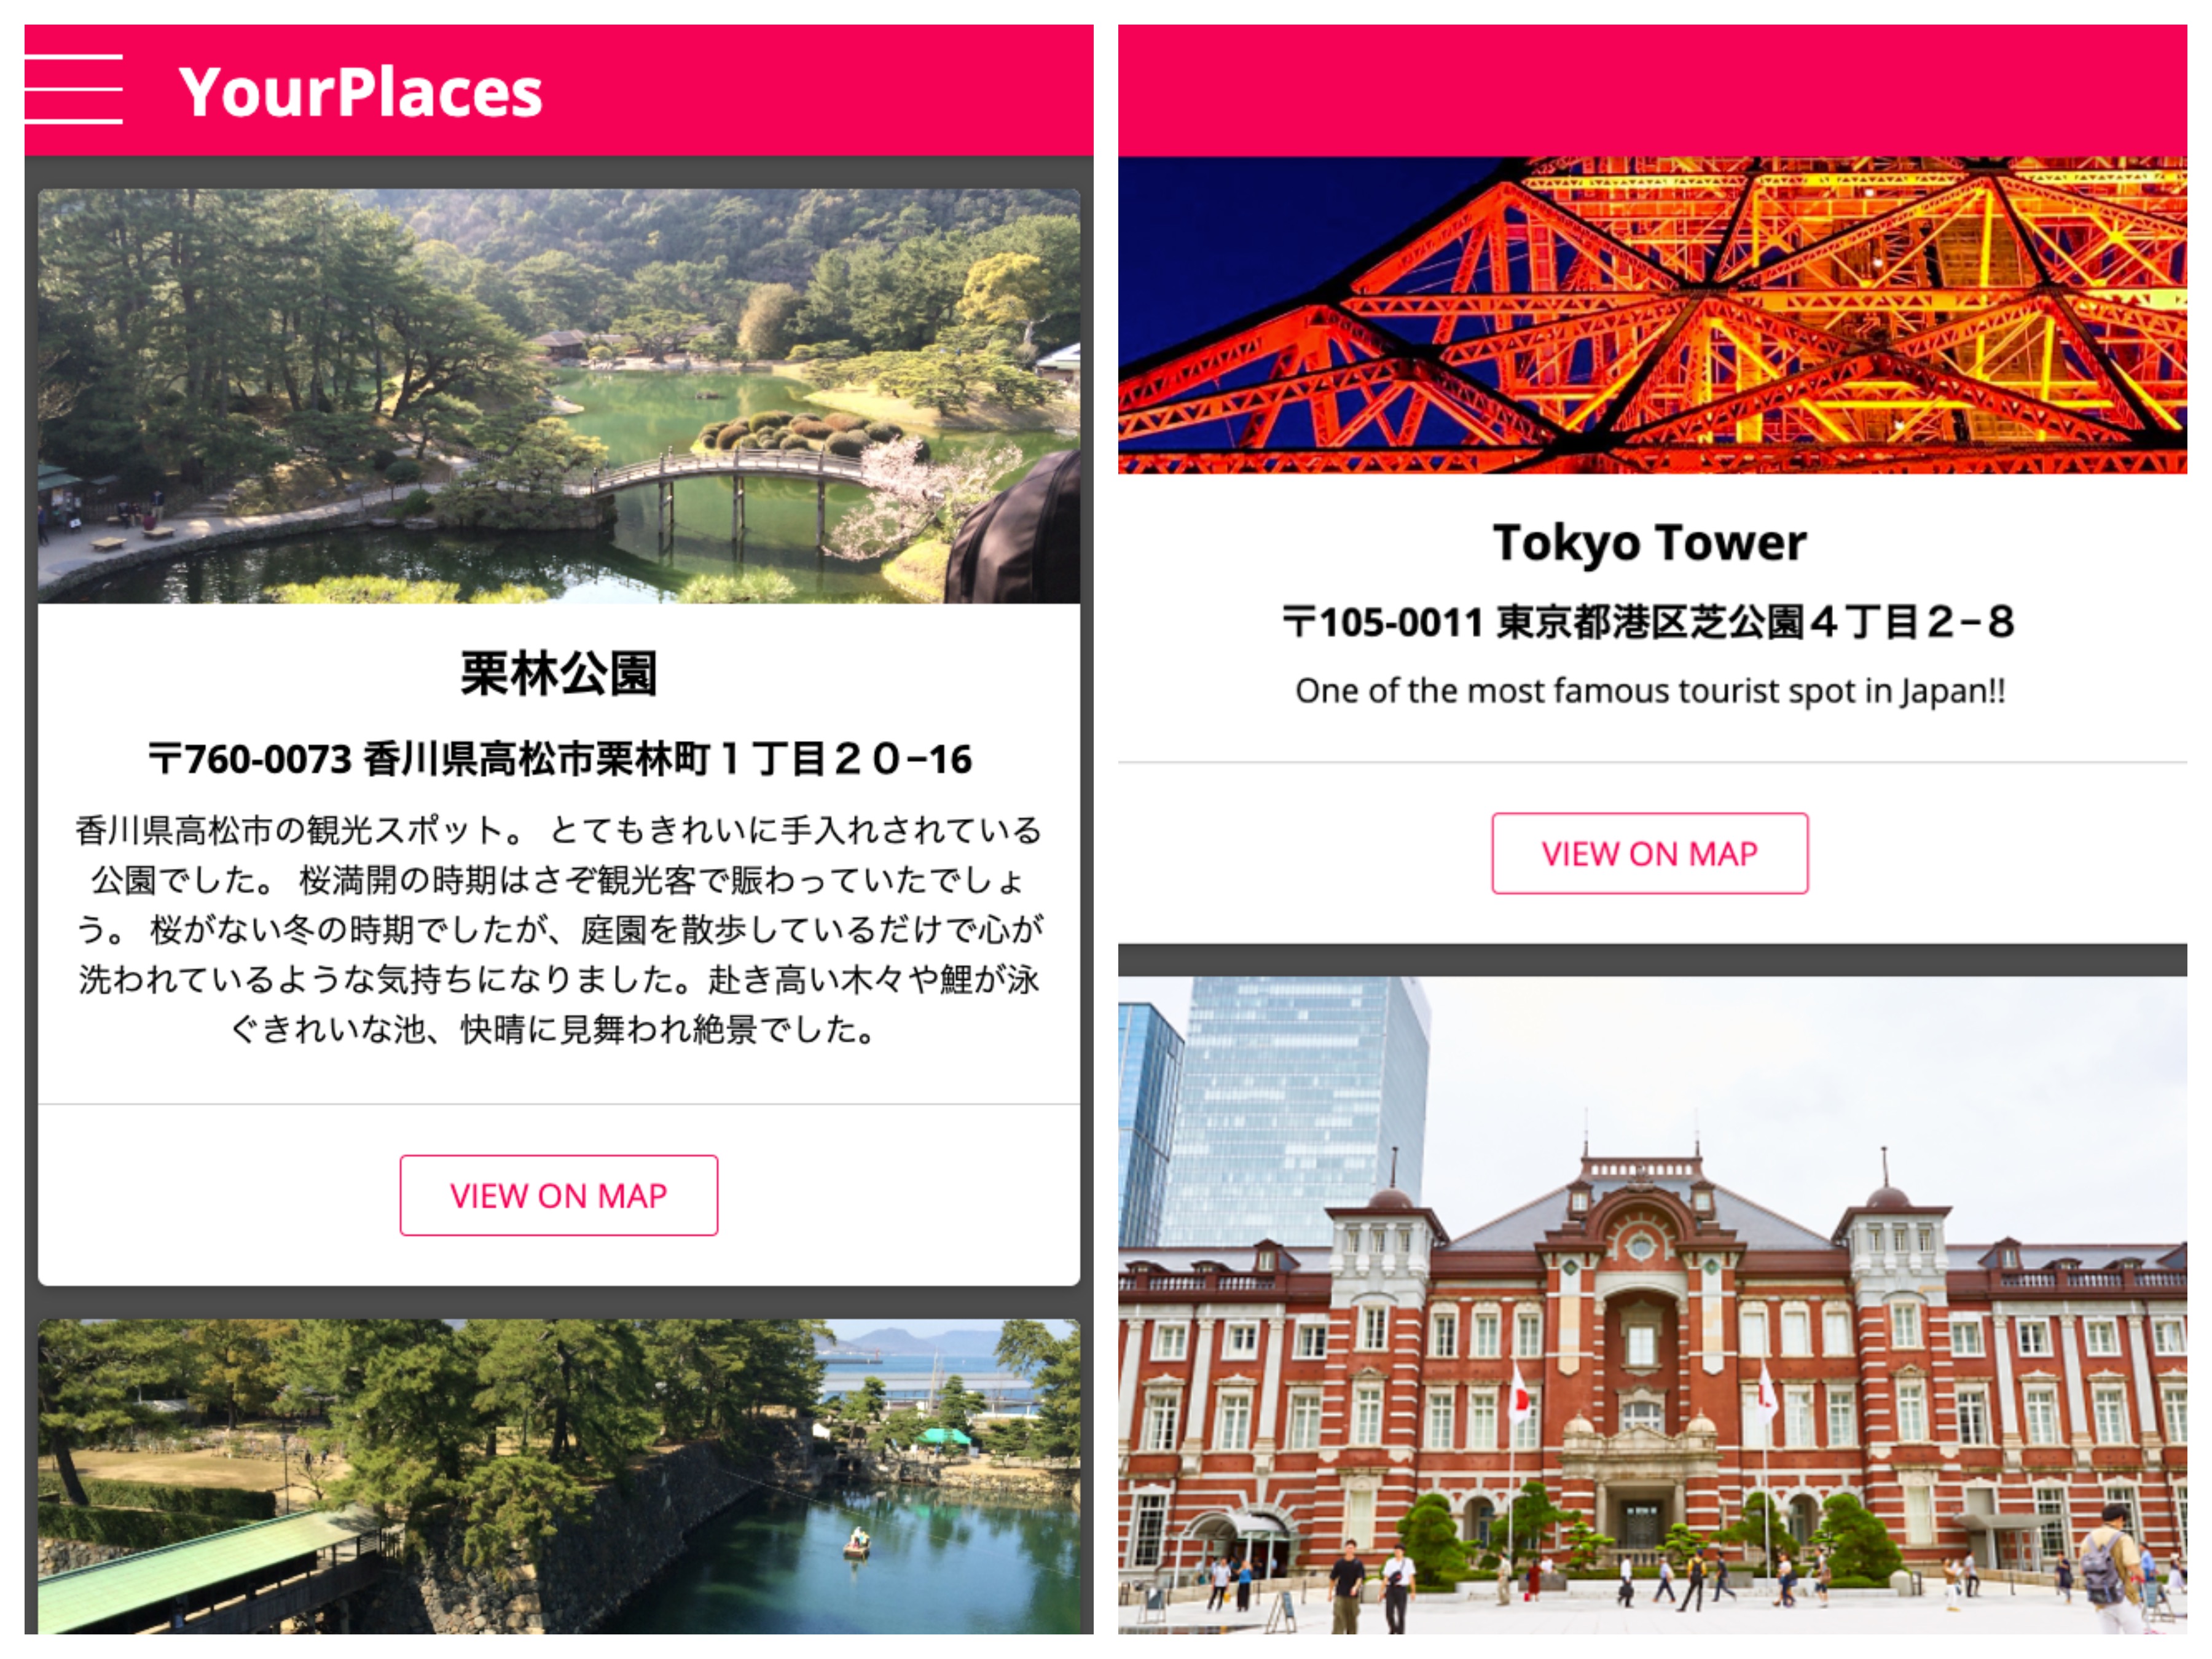 YourPlaces
栗林公園
〒760-0073 香川県高松市栗林町１丁目２０−16
香川県高松市の観光スポット。 とてもきれいに手入れされている
公園でした。 桜満開の時期はさぞ観光客で賑わっていたでしょ
う。 桜がない冬の時期でしたが、庭園を散歩しているだけで心が
洗われているような気持ちになりました。赴き高い木々や鯉が泳
ぐきれいな池、快晴に見舞われ絶景でした。
VIEW ON MAP
Tokyo Tower
〒105-0011 東京都港区芝公園４丁目２−８
One of the most famous tourist spot in Japan!!
VIEW ON MAP